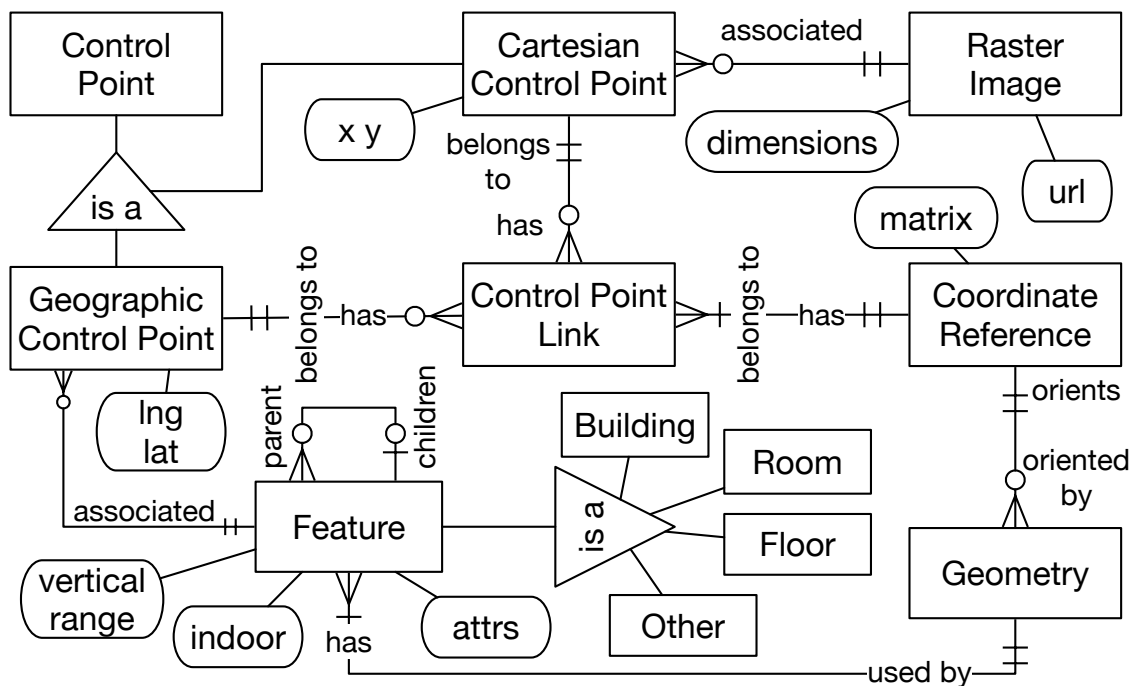 Control
Point
Cartesian
Control Point
associated
Raster
Image
x y
dimensions
url
belongs
to
is a
has
matrix
Geographic
Control Point
belongs to
has
Control Point
Link
belongs to
has
Coordinate
Reference
lng
lat
parent
children
Building
Room
orients
oriented
by
associated
Feature
is a
Floor
Geometry
vertical
range
indoor
attrs
Other
has
used by